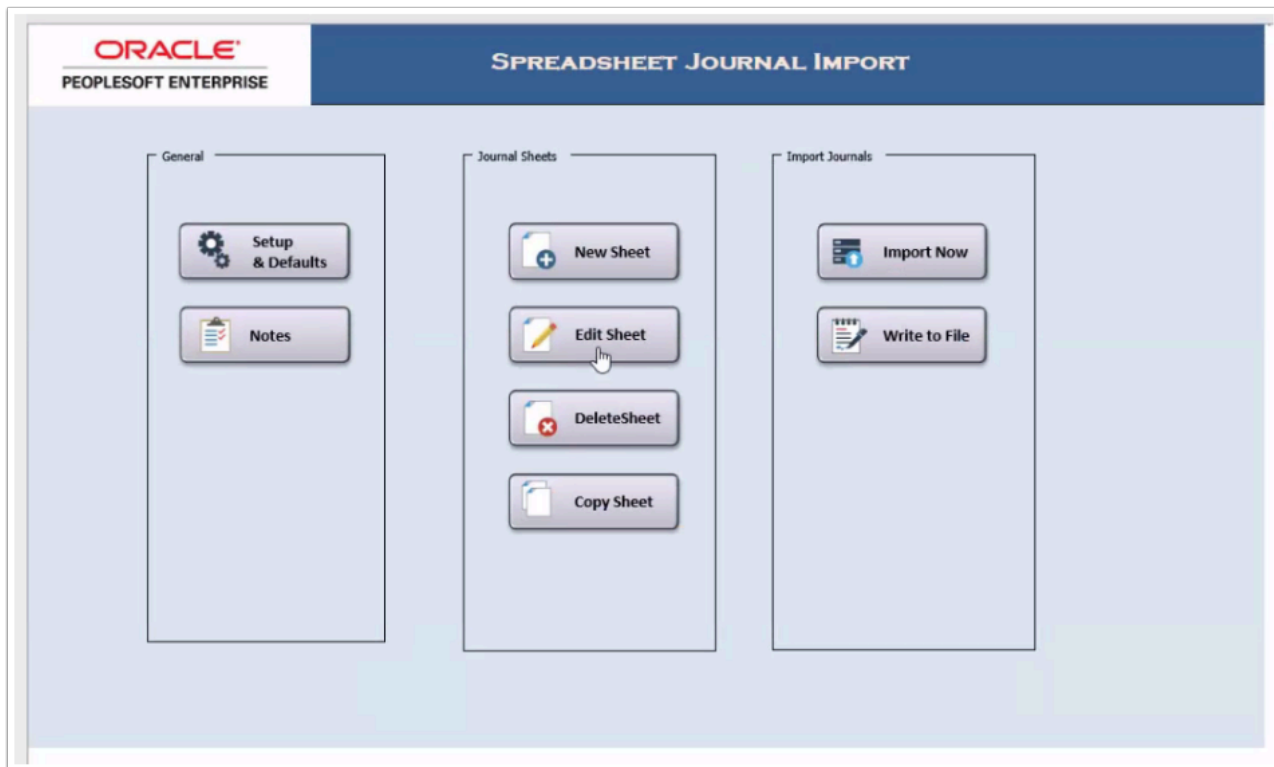 ORACLE
PEOPLESOFT ENTERPRISE
SPREADSHEET JOURNAL IMPORT
General
Setup
& Defaults
Notes
Journal Sheets
New Sheet
Edit Sheet
DeleteSheet
Copy Sheet
Import Journals
Import Now
Write to File